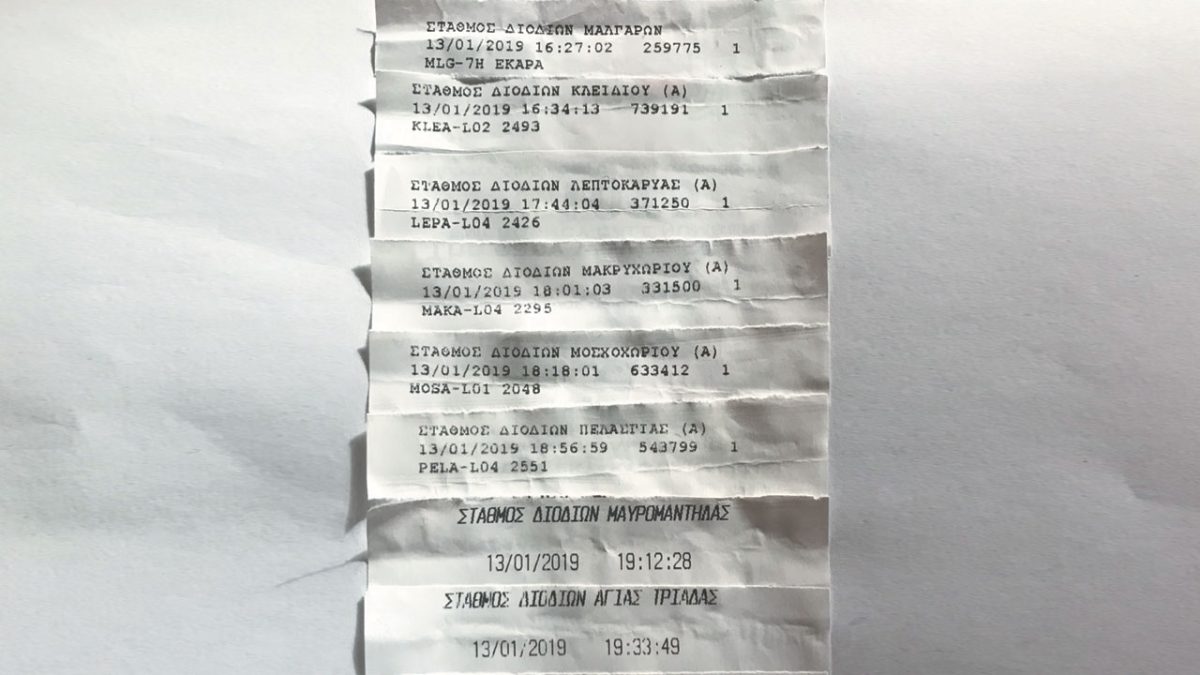 ΣΤΑΘΜΟΣ ΔΙΟΔΙΩΝ ΜΑΛΓΑΡΩΝ
13/01/2019 16:27:02 259775 1
MLG-7H ΕΚΑΡΑ
ΣΤΑΘΜΟΣ ΔΙΟΔΙΩΝ ΚΛΕΙΔΙΟΥ (Α)
13/01/2019 16:34:13 739191 1
KLEA-L02 2493
ΣΤΑΘΜΟΣ ΔΙΟΔΙΩΝ ΛΕΠΤΟΚΑΡΥΑΣ (Α)
13/01/2019 17:44:04 371250 1
LEPA-L04 2426
ΣΤΑΘΜΟΣ ΔΙΟΔΙΩΝ ΜΑΚΡΥΧΩΡΙΟΥ (Α)
13/01/2019 18:01:03 331500 1
MAKA-L04 2295
ΣΤΑΘΜΟΣ ΔΙΟΔΙΩΝ ΜΟΣΧΟΧΩΡΙΟΥ (Α)
13/01/2019 18:18:01 633412 1
MOSA-L01 2048
ΣΤΑΘΜΟΣ ΔΙΟΔΙΩΝ ΠΕΛΑΣΓΙΑΣ (Α)
13/01/2019 18:56:59 543799 1
PELA-L04 2551
ΣΤΑΘΜΟΣ ΔΙΟΔΙΩΝ ΜΑΥΡΟΜΑΝΤΗΛΑΣ
13/01/2019 19:12:28
ΣΤΑΘΜΟΣ ΔΙΟΔΙΩΝ ΑΓΙΑΣ ΤΡΙΑΔΑΣ
13/01/2019 19:33:49